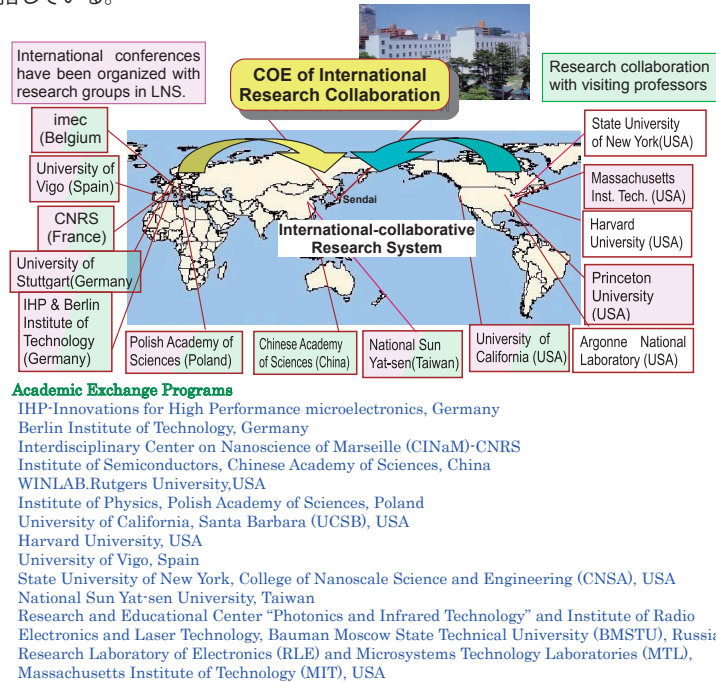 指している。
International conferences
have been organized with
research groups in LNS.
COE of International
Research Collaboration
Research collaboration
with visiting professors
imec
(Belgium
University of
Vigo (Spain)
CNRS
(France)
University of
Stuttgart(Germany
IHP & Berlin
Institute of
Technology
(Germany)
Polish Academy of
Sciences (Poland)
Chinese Academy
of Sciences (China)
National Sun
Yat-sen(Taiwan)
University of
California (USA)
Argonne National
Laboratory (USA)
State University
of New York(USA)
Massachusetts
Inst. Tech. (USA)
Harvard
University (USA)
Princeton
University
(USA)
Sendai
International-collaborative
Research System
Academic Exchange Programs
IHP-Innovations for High Performance microelectronics, Germany
Berlin Institute of Technology, Germany
Interdisciplinary Center on Nanoscience of Marseille (CINaM)-CNRS
Institute of Semiconductors, Chinese Academy of Sciences, China
WINLAB.Rutgers University,USA
Institute of Physics, Polish Academy of Sciences, Poland
University of California, Santa Barbara (UCSB), USA
Harvard University, USA
University of Vigo, Spain
State University of New York, College of Nanoscale Science and Engineering (CNSA), USA
National Sun Yat-sen University, Taiwan
Research and Educational Center “Photonics and Infrared Technology” and Institute of Radio
Electronics and Laser Technology, Bauman Moscow State Technical University (BMSTU), Russia
Research Laboratory of Electronics (RLE) and Microsystems Technology Laboratories (MTL),
Massachusetts Institute of Technology (MIT), USA